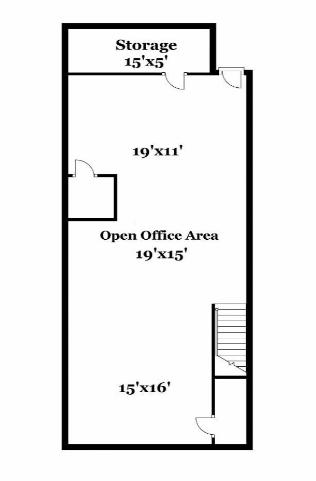 Storage
15'x5'
19'x11'
Open Office Area
19'x15'
15'x16'